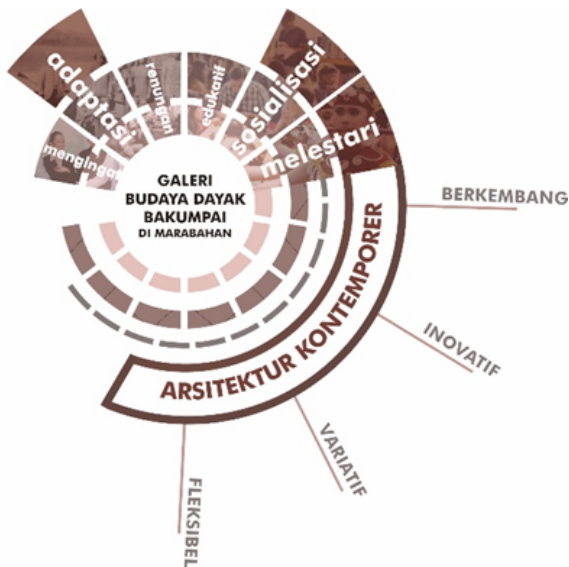 mengingat
adaptasi
renungan
edukatif
sosialisasi
melestari
GALERI
BUDAYA DAYAK
BAKUMPAI
DI MARABAHAN
ARSITEKTUR KONTEMPORER
BERKEMBANG
INOVATIF
VARIATIF
FLEKSIBEL